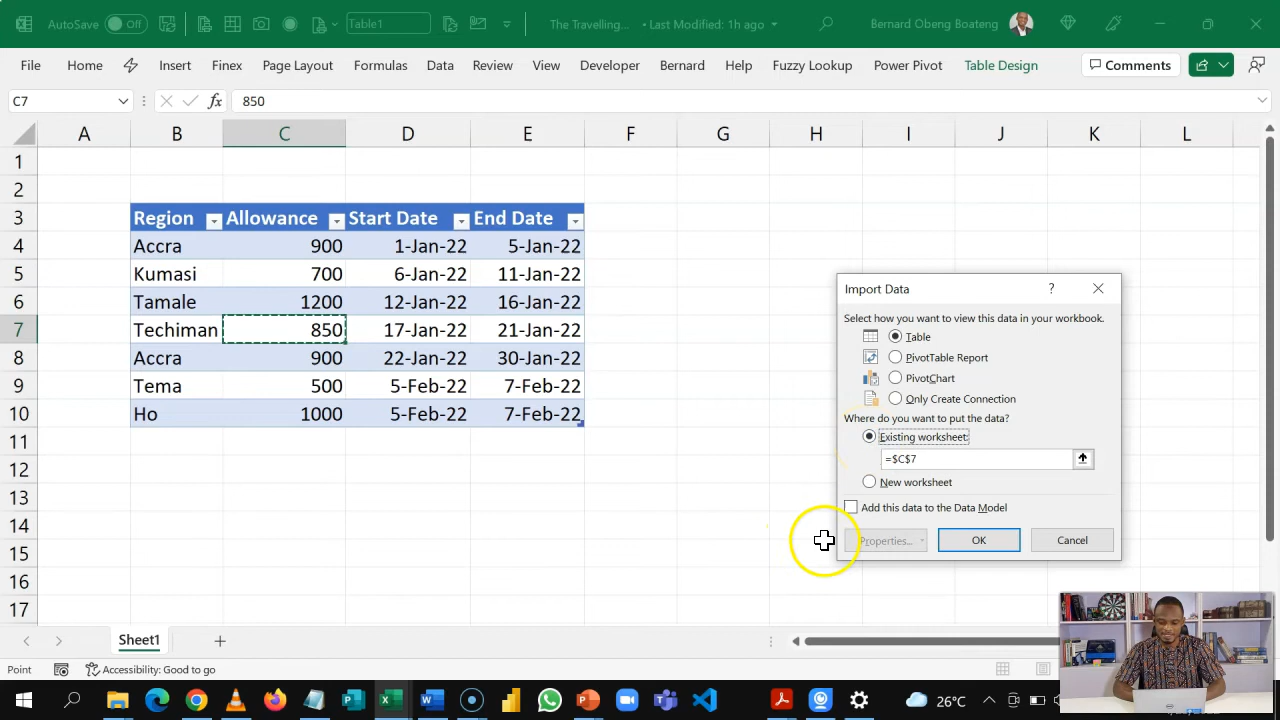 AutoSave Off Table1 The Travelling... • Last Modified: 1h ago Bernard Obeng Boateng
File Home Insert Finex Page Layout Formulas Data Review View Developer Bernard Help Fuzzy Lookup Power Pivot Table Design Comments
C7 fx 850
A B C D E F G H I J K L
1
2
3 Region Allowance Start Date End Date
4 Accra 900 1-Jan-22 5-Jan-22
5 Kumasi 700 6-Jan-22 11-Jan-22
6 Tamale 1200 12-Jan-22 16-Jan-22
7 Techiman 850 17-Jan-22 21-Jan-22
8 Accra 900 22-Jan-22 30-Jan-22
9 Tema 500 5-Feb-22 7-Feb-22
10 Ho 1000 5-Feb-22 7-Feb-22
11
12
13
14
15
16
17
Import Data ?
Select how you want to view this data in your workbook.
Table
PivotTable Report
PivotChart
Only Create Connection
Where do you want to put the data?
Existing worksheet:
=$C$7
New worksheet
Add this data to the Data Model
Properties... OK Cancel
Sheet1
Point Accessibility: Good to go
26°C